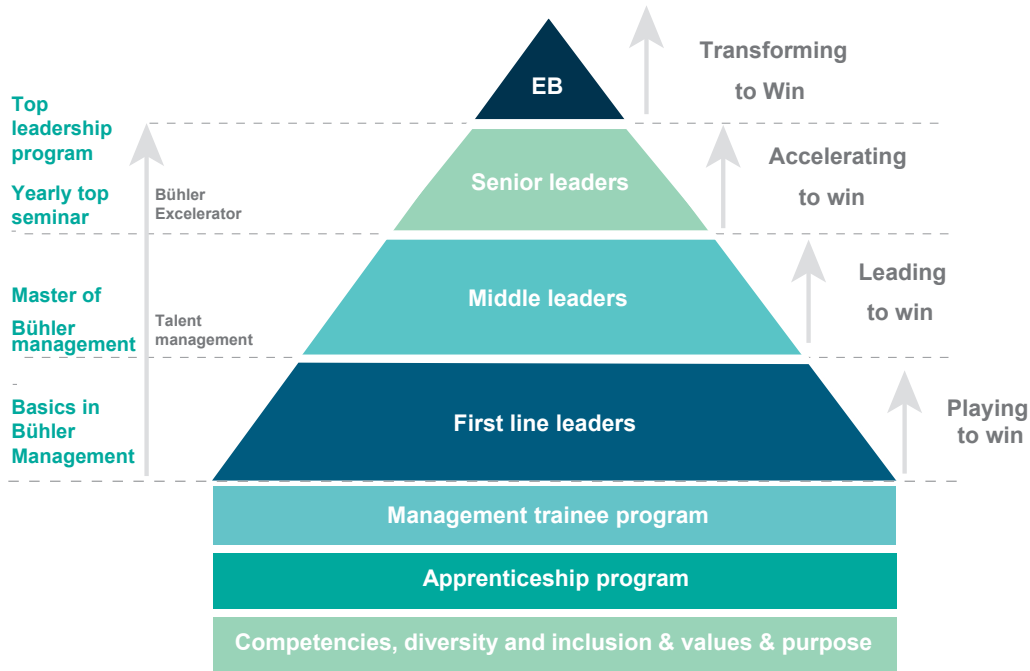 EB
Transforming
to Win
Top
leadership
program
Yearly top
seminar
Bühler
Excelerator
Senior leaders
Accelerating
to win
Master of
Bühler
management
Talent
management
Middle leaders
Leading
to win
Basics in
Bühler
Management
First line leaders
Playing
to win
Management trainee program
Apprenticeship program
Competencies, diversity and inclusion & values & purpose